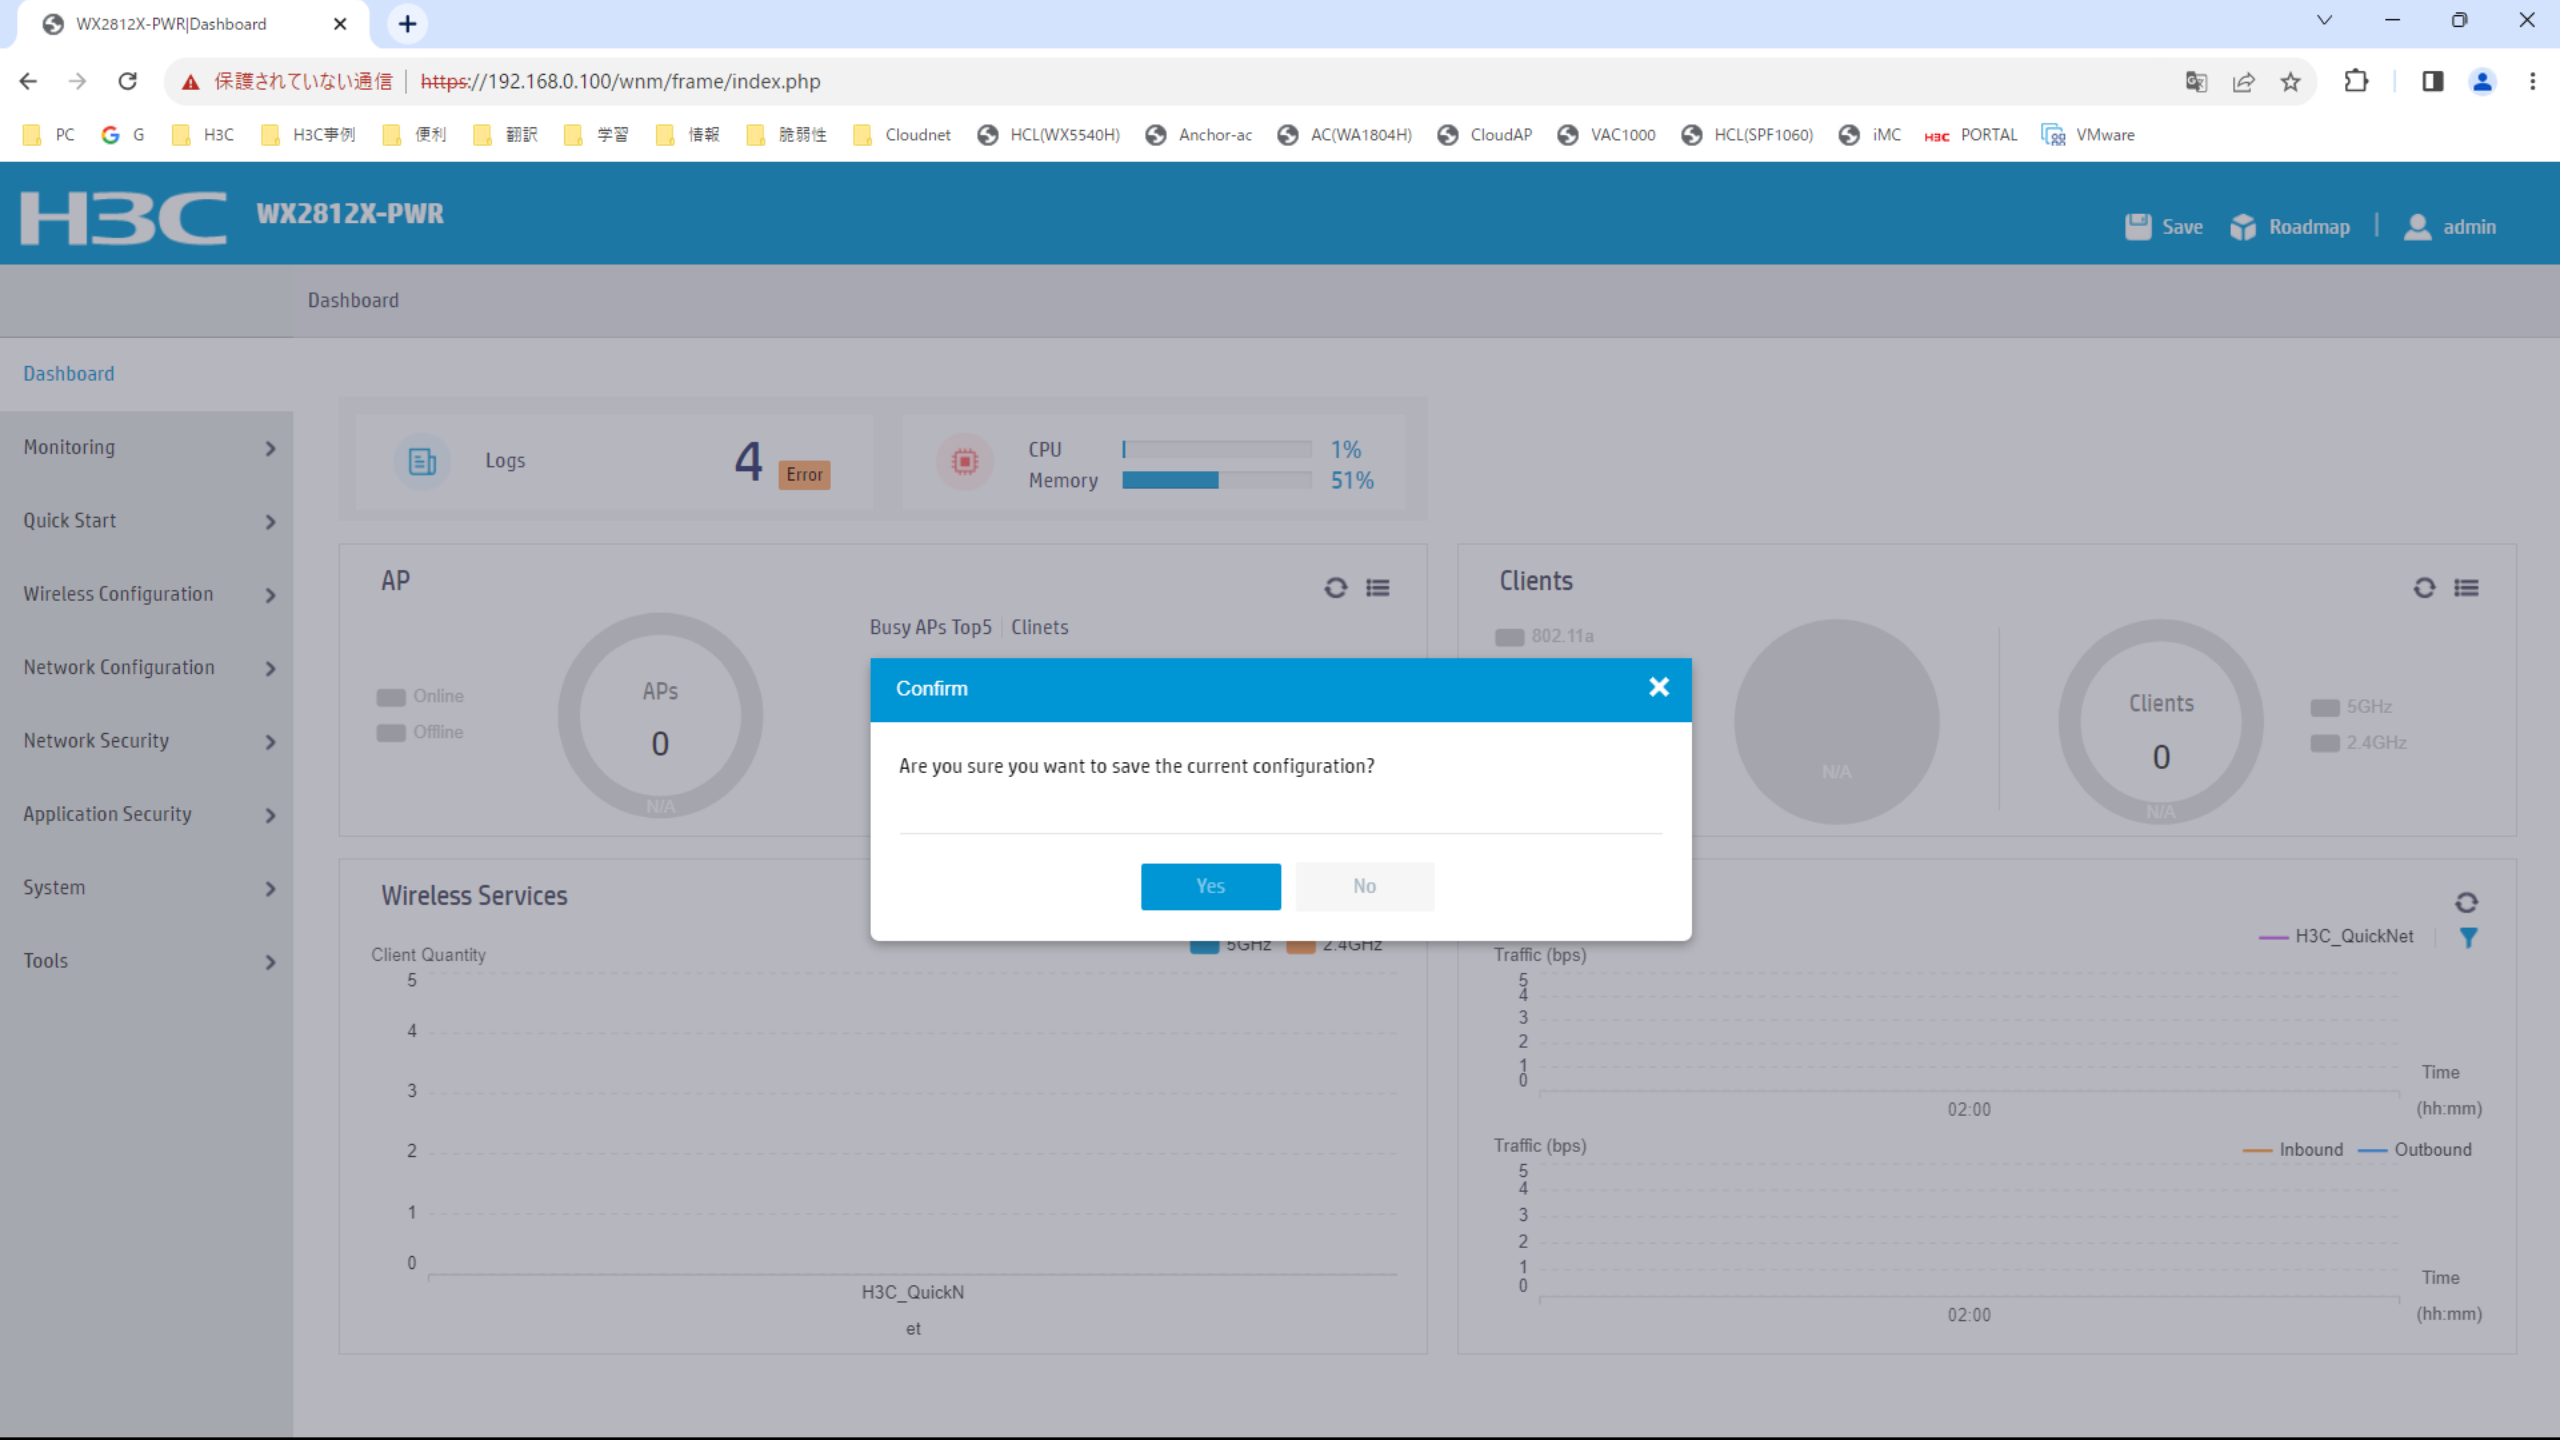 WX2812X-PWR|Dashboard
保護されていない通信 https://192.168.0.100/wnm/frame/index.php
PC G H3C H3C事例 便利 翻訳 学習 情報 脆弱性 Cloudnet HCL(WX5540H) Anchor-ac AC(WA1804H) CloudAP VAC1000 HCL(SPF1060) iMC H3C PORTAL VMware
H3C WX2812X-PWR
Save Roadmap admin
Dashboard
Dashboard
Monitoring
Quick Start
Wireless Configuration
Network Configuration
Network Security
Application Security
System
Tools
Logs 4 Error
CPU 1%
Memory 51%
AP
Busy APs Top5 Clinets
Online
Offline
APs
0
N/A
Clients
802.11a
N/A
Clients
0
N/A
5GHz
2.4GHz
Confirm
Are you sure you want to save the current configuration?
Yes No
Wireless Services
Client Quantity
5GHz 2.4GHz
5
4
3
2
1
0
H3C_QuickN
et
H3C_QuickNet
Traffic (bps)
5
4
3
2
1
0
Time
(hh:mm)
02:00
Traffic (bps)
Inbound Outbound
5
4
3
2
1
0
Time
(hh:mm)
02:00